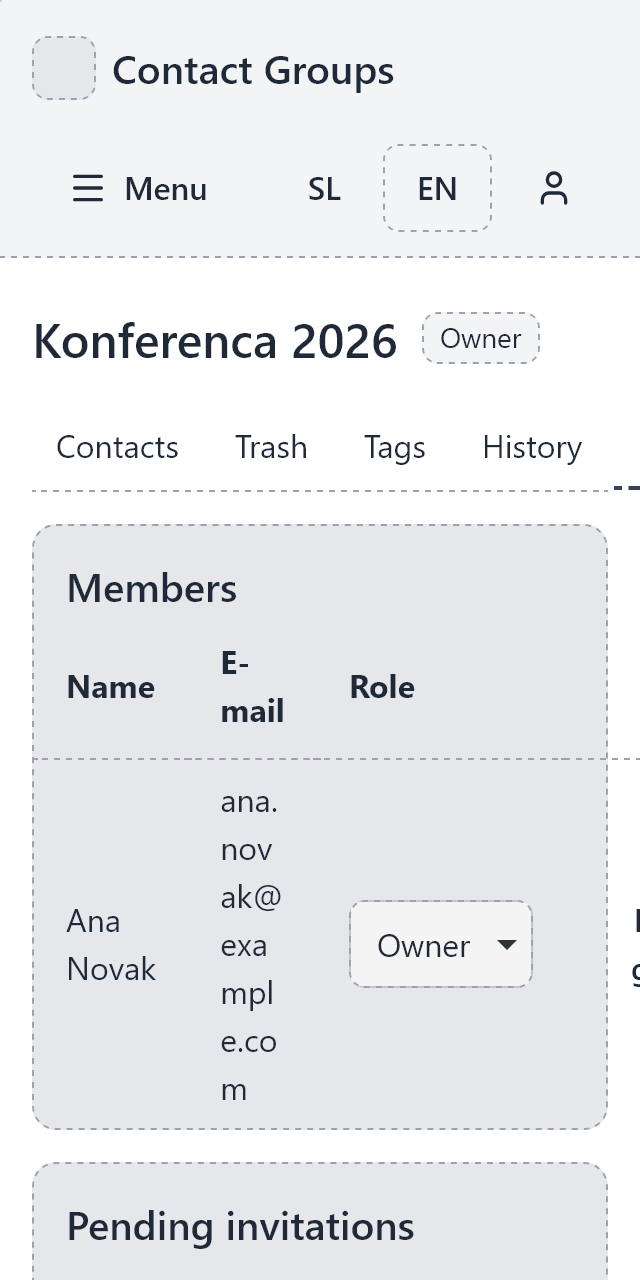 Contact Groups
Menu SL EN
Konferenca 2026 Owner
Contacts Trash Tags History
Members
Name E-mail Role
Ana Novak
ana.
nov
ak@
exa
mpl
e.co
m
Owner
Pending invitations